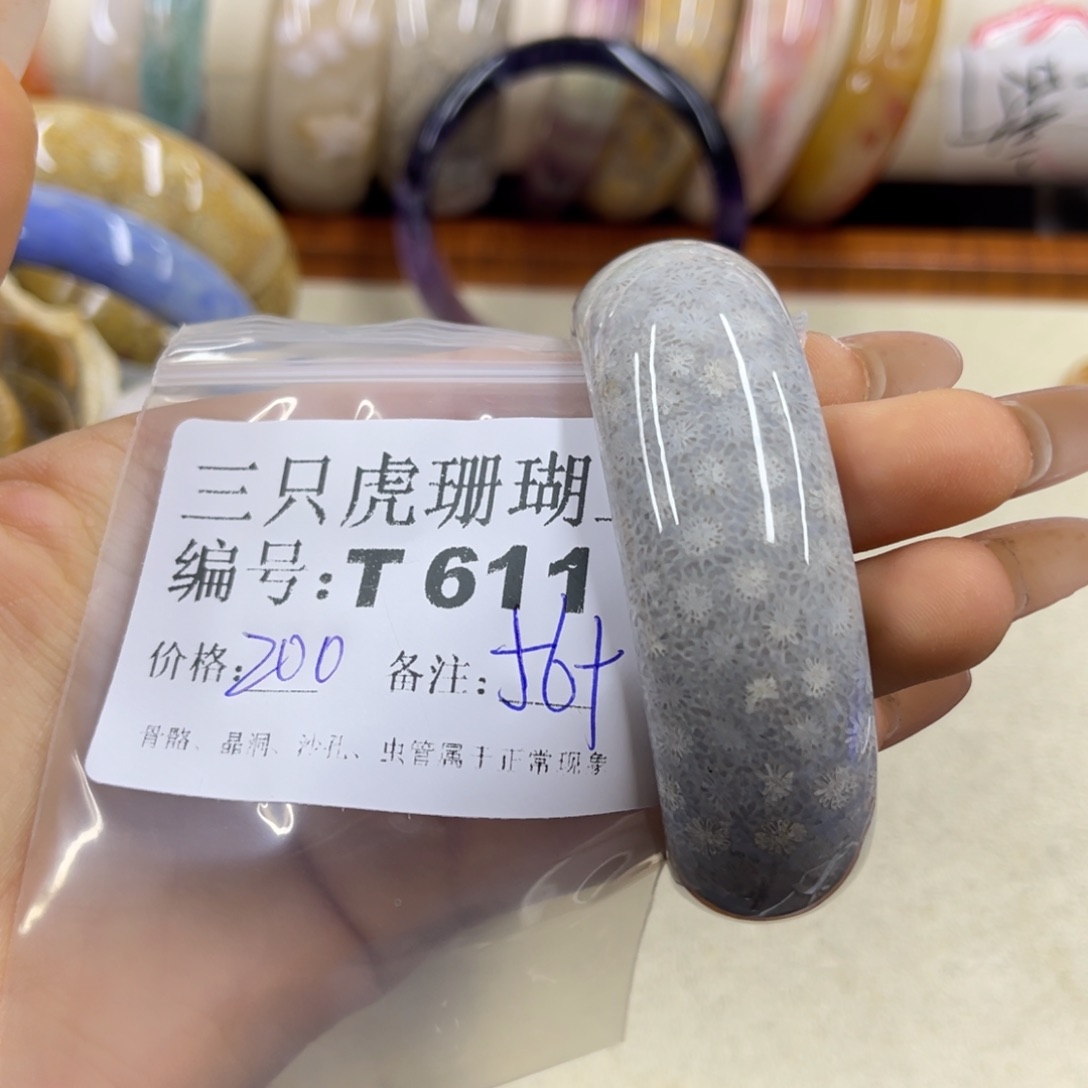 三只虎珊瑚
编号:T 611
价格:200 备注:56+
骨骼、晶洞、沙孔、虫管属于正常现象